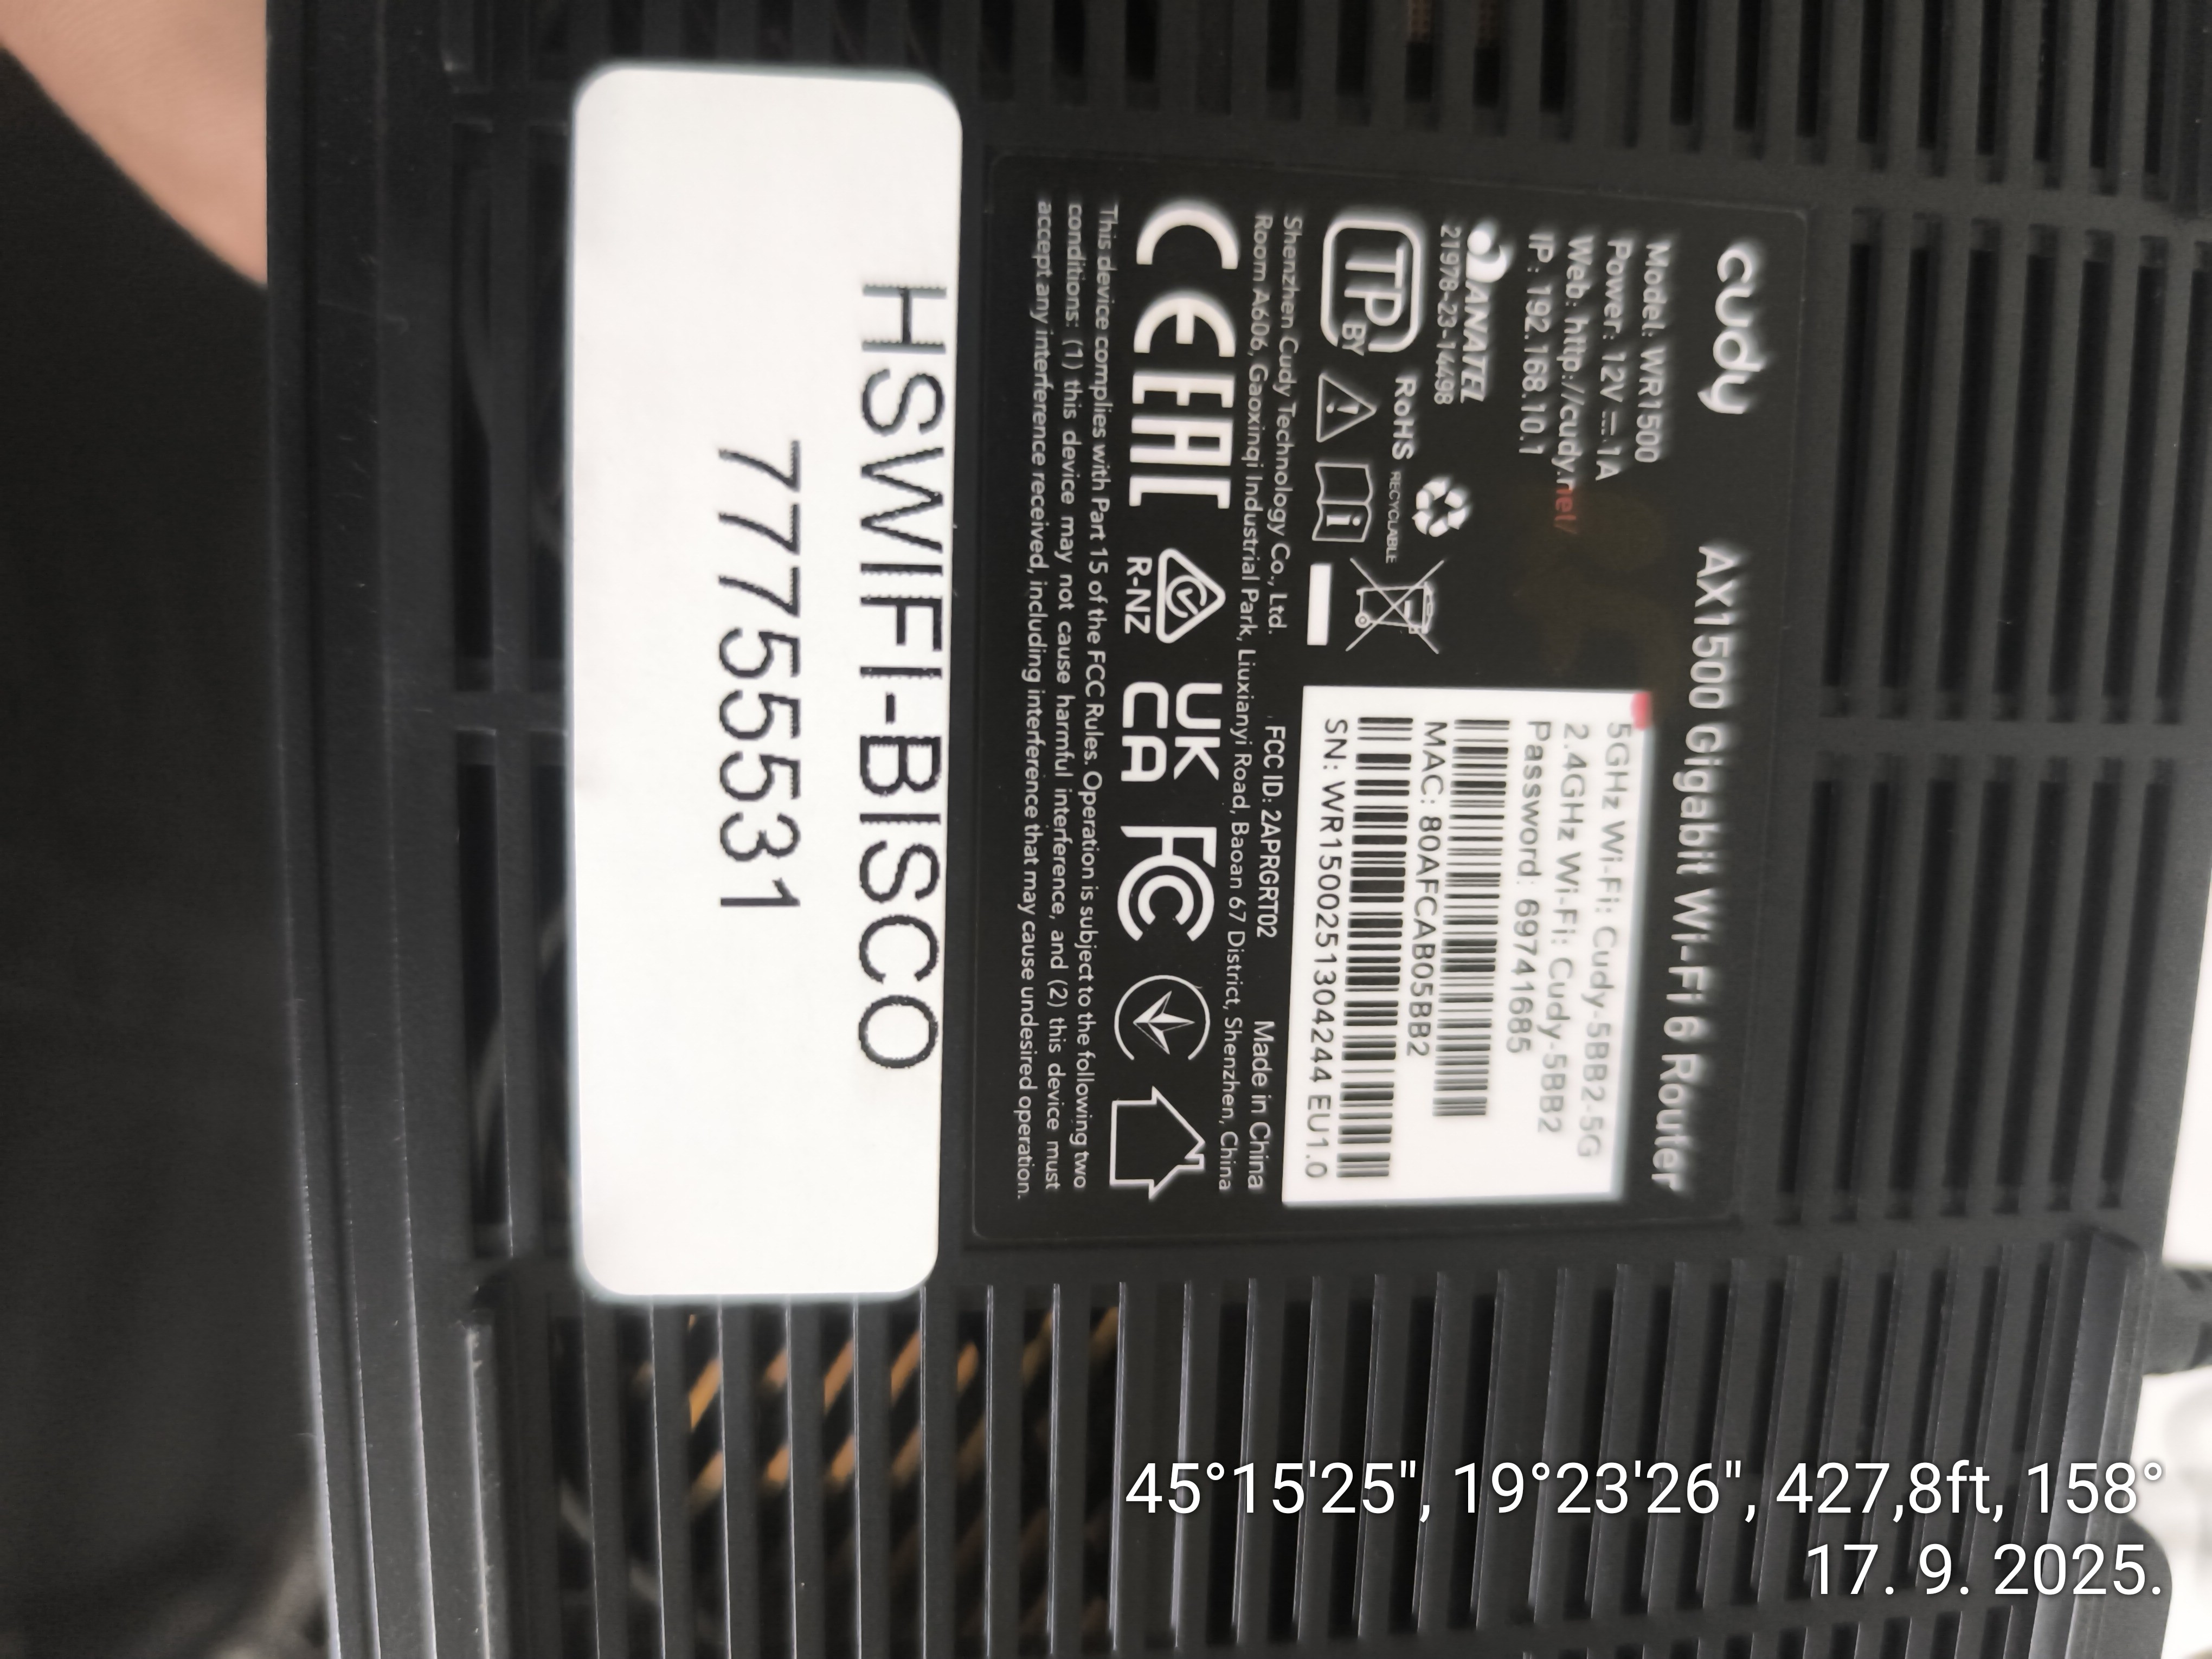 cudy
AX1500 Gigabit Wi-Fi 6 Router
Model: WR1500
Power: 12V ⎓ 1A
Web: http://cudy.net/
IP: 192.168.10.1
5GHz Wi-Fi: Cudy-5BB2-5G
2.4GHz Wi-Fi: Cudy-5BB2
Password: 69741685
MAC: 80AFCAB05BB2
SN: WR1500251304244 EU1.0
ANATEL
21978-23-14498
RoHS
RECYCLABLE
TP
BY
Shenzhen Cudy Technology Co., Ltd.
FCC ID: 2APRGRT02
Made in China
Room A606, Gaoxinqi Industrial Park, Liuxianyi Road, Baoan 67 District, Shenzhen, China
CE EAC R-NZ UK CA FC
This device complies with Part 15 of the FCC Rules. Operation is subject to the following two
conditions: (1) this device may not cause harmful interference, and (2) this device must
accept any interference received, including interference that may cause undesired operation.
HSWIFI-BISCO
77755531
45°15'25", 19°23'26", 427,8ft, 158°
17. 9. 2025.